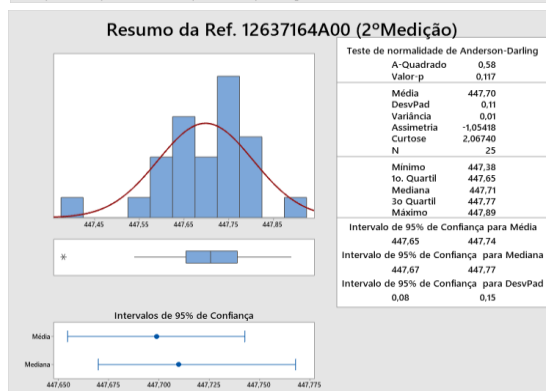 Resumo da Ref. 12637164A00 (2ºMedição)
447,45 447,55 447,65 447,75 447,85
*
Intervalos de 95% de Confiança
Média
Mediana
447,650 447,675 447,700 447,725 447,750 447,775
Teste de normalidade de Anderson-Darling
A-Quadrado 0,58
Valor-p 0,117
Média 447,70
DesvPad 0,11
Variância 0,01
Assimetria -1,05418
Curtose 2,06740
N 25
Mínimo 447,38
1o. Quartil 447,65
Mediana 447,71
3o Quartil 447,77
Máximo 447,89
Intervalo de 95% de Confiança para Média
447,65 447,74
Intervalo de 95% de Confiança para Mediana
447,67 447,77
Intervalo de 95% de Confiança para DesvPad
0,08 0,15